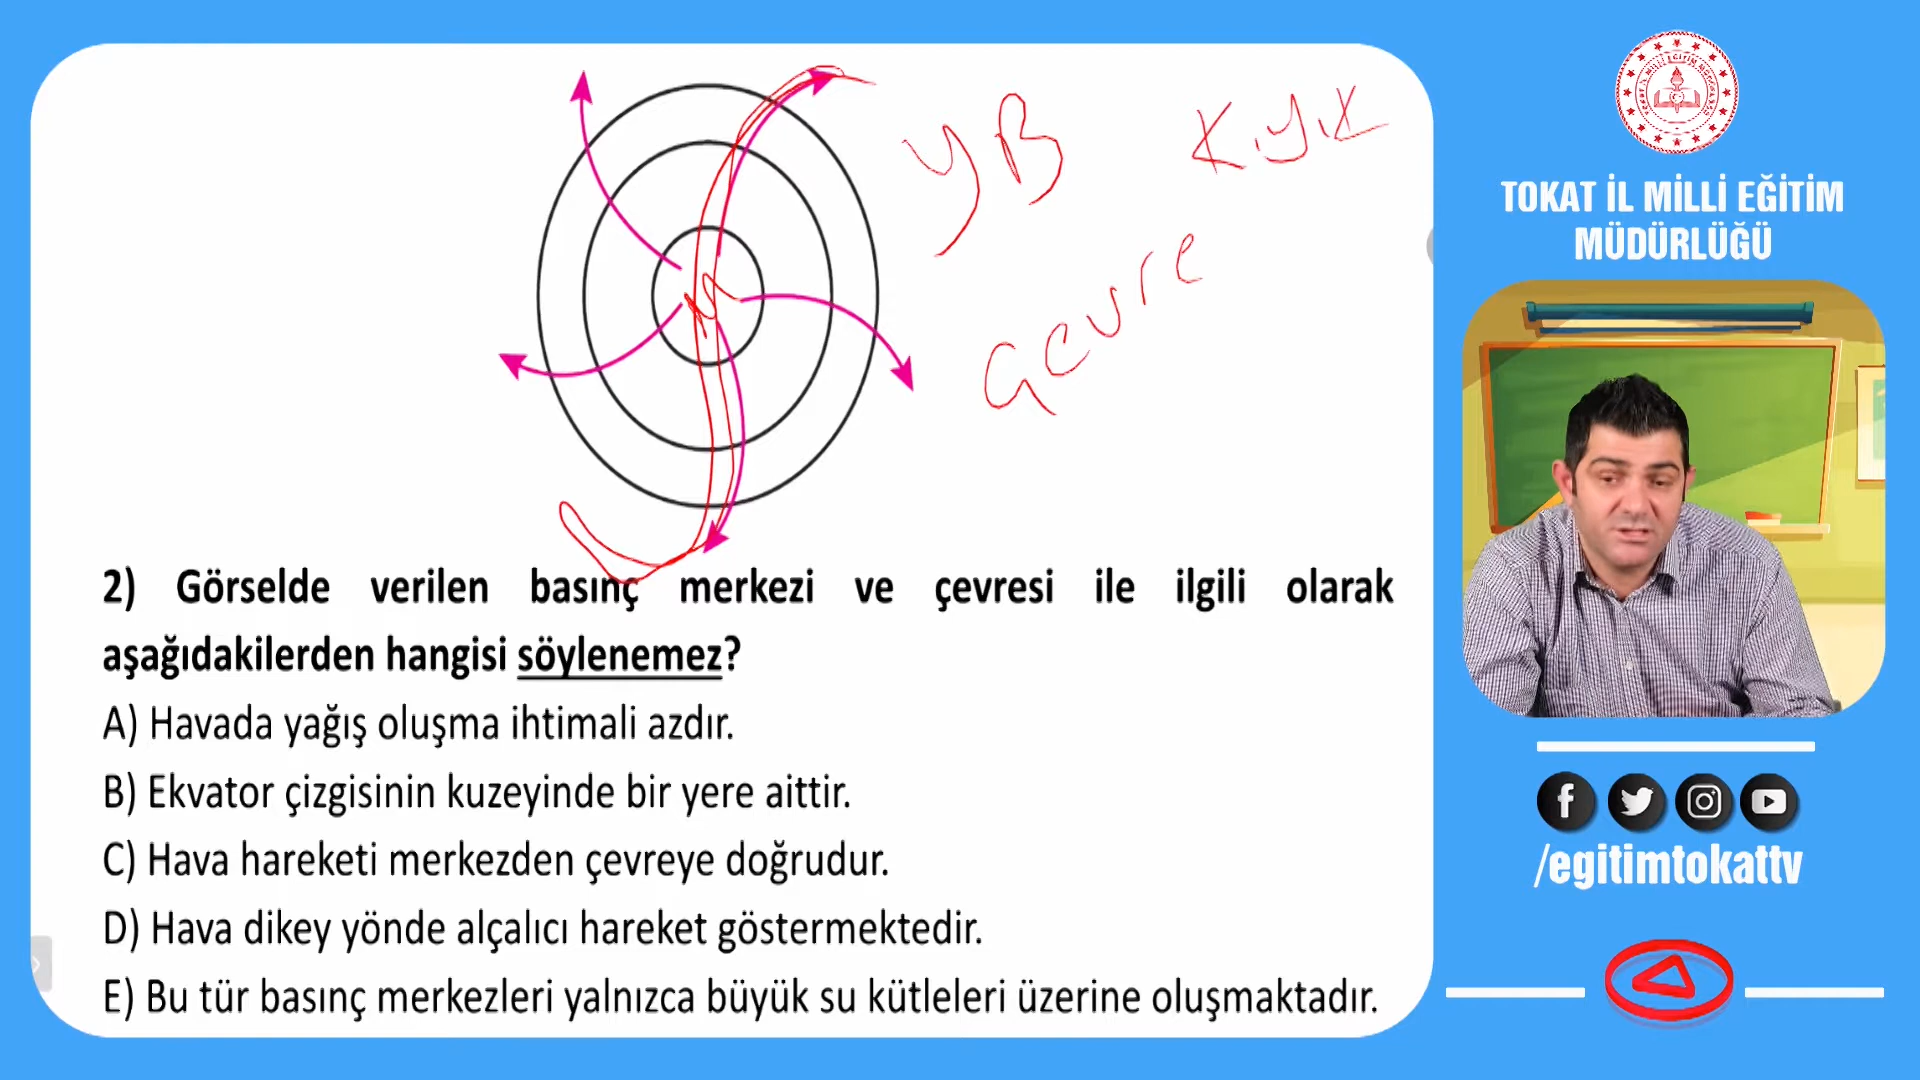 YB
K.Y.K
Çevre
M
2) Görselde verilen basınç merkezi ve çevresi ile ilgili olarak
aşağıdakilerden hangisi söylenemez?
A) Havada yağış oluşma ihtimali azdır.
B) Ekvator çizgisinin kuzeyinde bir yere aittir.
C) Hava hareketi merkezden çevreye doğrudur.
D) Hava dikey yönde alçalıcı hareket göstermektedir.
E) Bu tür basınç merkezleri yalnızca büyük su kütleleri üzerine oluşmaktadır.
TOKAT İL MİLLİ EĞİTİM
MÜDÜRLÜĞÜ
/egitimtokattv